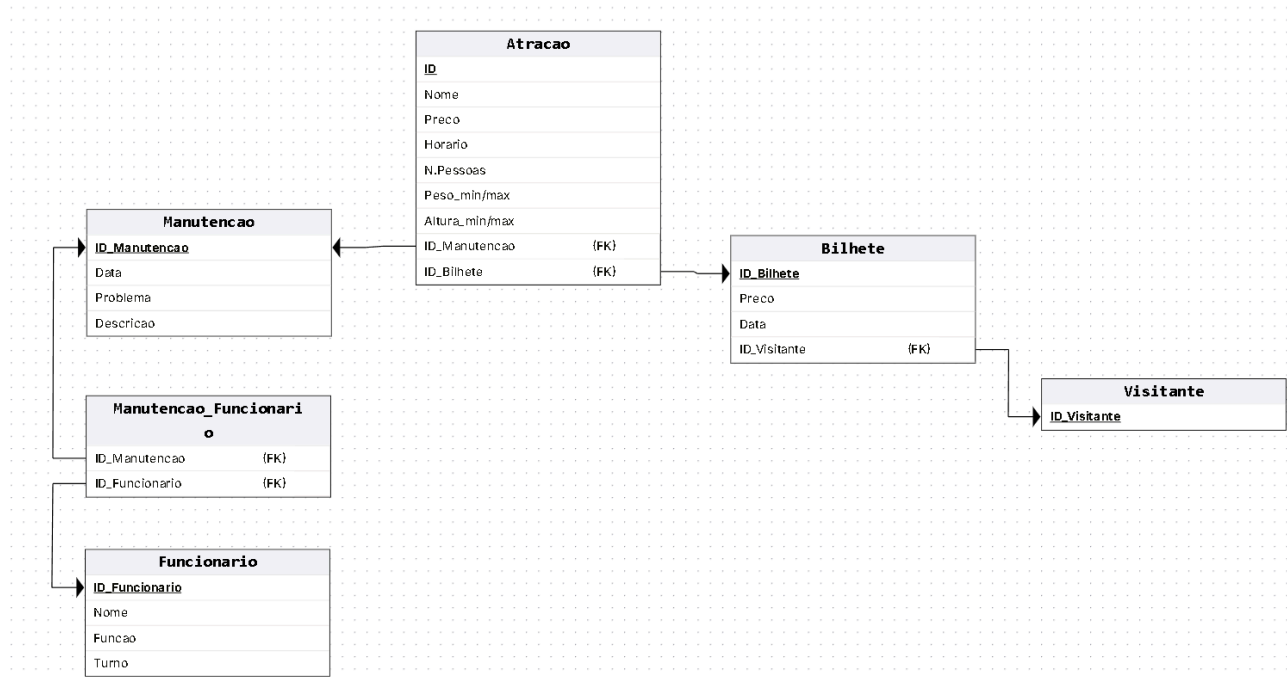 Atracao
ID
Nome
Preco
Horario
N.Pessoas
Peso_min/max
Altura_min/max
ID_Manutencao (FK)
ID_Bilhete (FK)
Manutencao
ID_Manutencao
Data
Problema
Descricao
Bilhete
ID_Bilhete
Preco
Data
ID_Visitante (FK)
Visitante
ID_Visitante
Manutencao_Funcionari
o
ID_Manutencao (FK)
ID_Funcionario (FK)
Funcionario
ID_Funcionario
Nome
Funcao
Turno